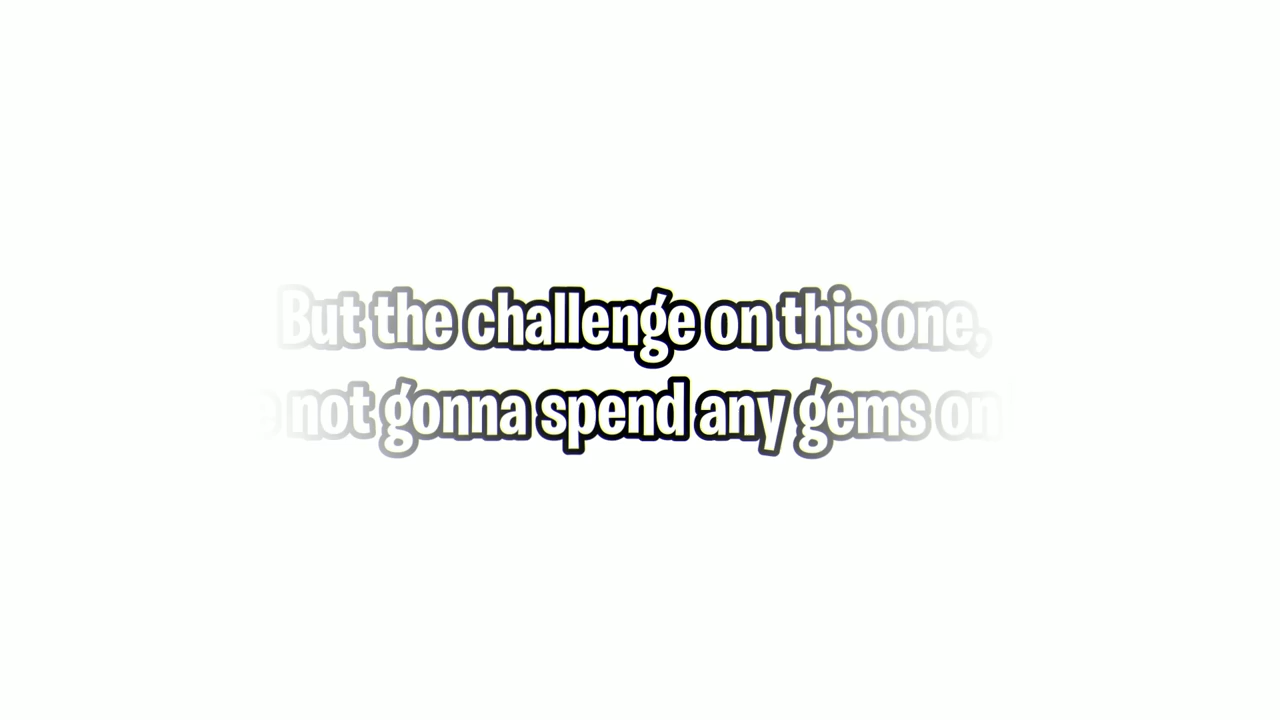 But the challenge on this one,
not gonna spend any gems on